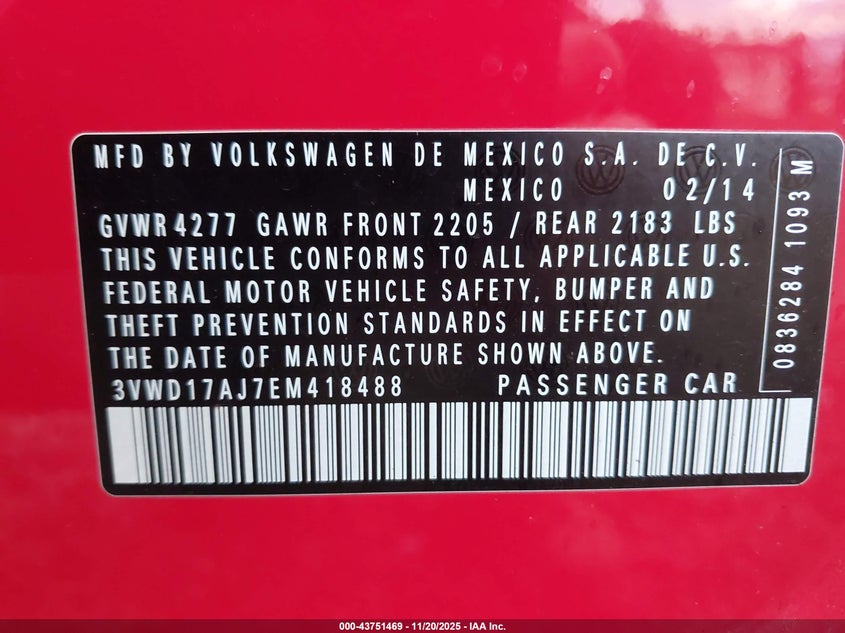 MFD BY VOLKSWAGEN DE MEXICO S.A. DE C.V.
MEXICO 02/14
GVWR 4277 GAWR FRONT 2205 / REAR 2183 LBS
THIS VEHICLE CONFORMS TO ALL APPLICABLE U.S.
FEDERAL MOTOR VEHICLE SAFETY, BUMPER AND
THEFT PREVENTION STANDARDS IN EFFECT ON
THE DATE OF MANUFACTURE SHOWN ABOVE.
3VWD17AJ7EM418488 PASSENGER CAR
0836284 1093 M
000-43751469 - 11/20/2025 - IAA Inc.